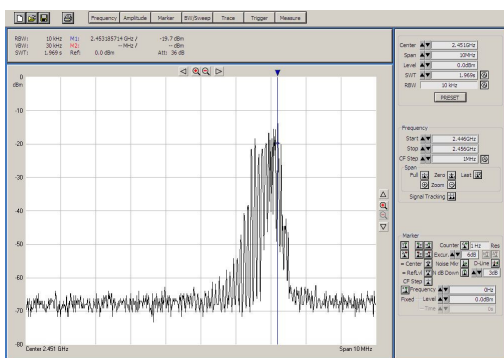 Frequency Amplitude Marker BW/Sweep Trace Trigger Measure
RBW: 10 kHz M1: 2.453185714 GHz / -19.7 dBm
VBW: 30 kHz M2: -- MHz / -- dBm
SWT: 1.969 s Ref: 0.0 dBm Att: 36 dB
0
dBm
-10
-20
-30
-40
-50
-60
-70
-80
Center 2.451 GHz Span 10 MHz
Center 2.451GHz
Span 10MHz
Level 0.0dBm
SWT 1.969s
RBW 10 kHz
PRESET
Frequency
Start 2.446GHz
Stop 2.456GHz
CF Step 1MHz
Span
Full Zero Last
Zoom
Signal Tracking
Marker
Counter 1 Hz Res
Excur. 6dB
= Center Noise Mkr D-Line
= RefLvl N dB Down 3dB
CF Step
Frequency 0Hz
Fixed Level 0.0dBm
Time 0s